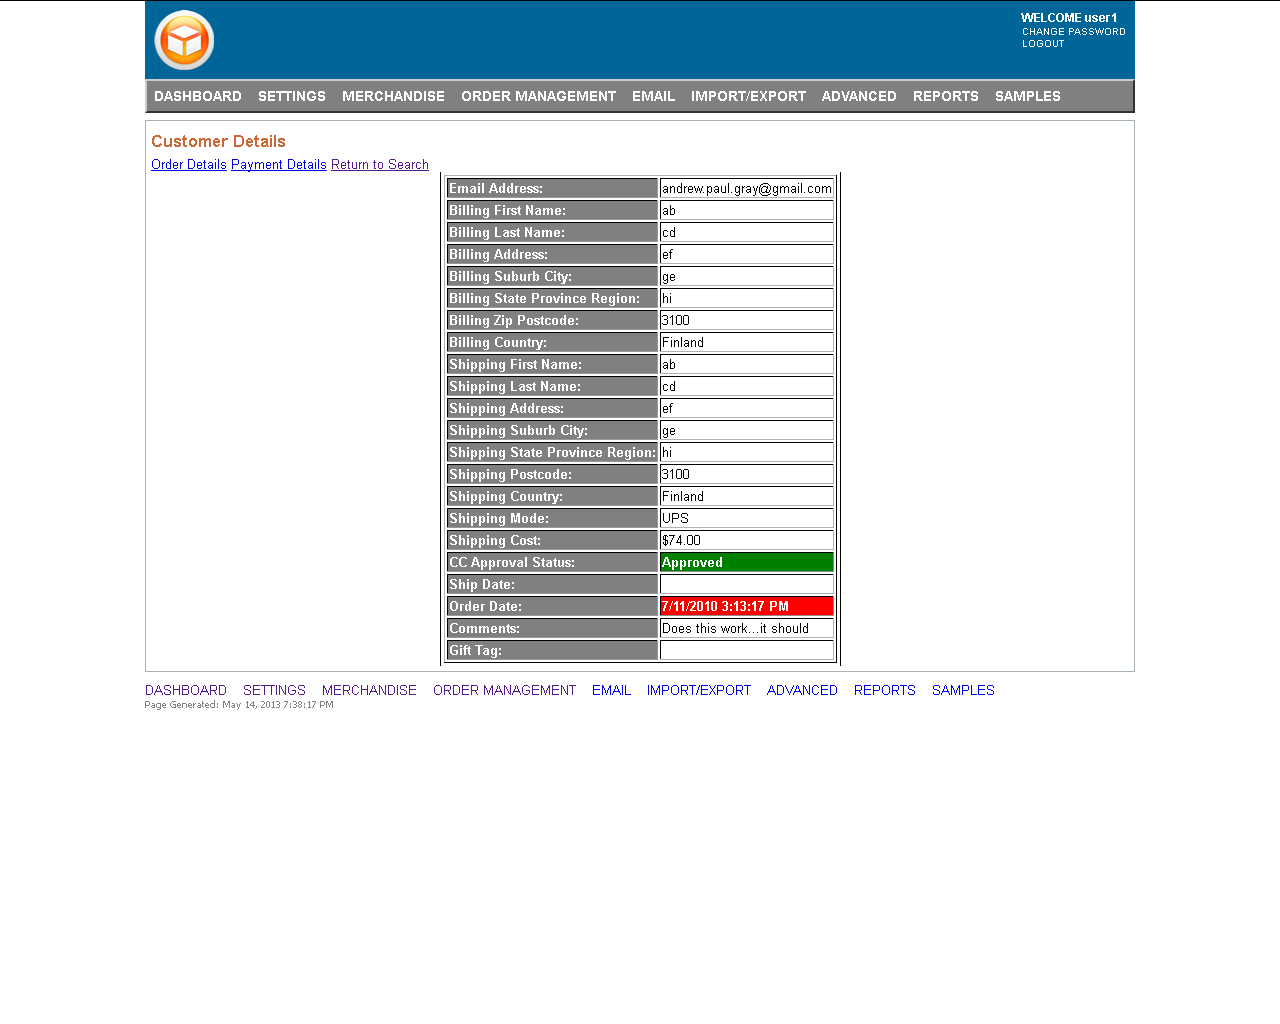 WELCOME user1
CHANGE PASSWORD
LOGOUT
DASHBOARD SETTINGS MERCHANDISE ORDER MANAGEMENT EMAIL IMPORT/EXPORT ADVANCED REPORTS SAMPLES
Customer Details
Order Details Payment Details Return to Search
Email Address: andrew.paul.gray@gmail.com
Billing First Name: ab
Billing Last Name: cd
Billing Address: ef
Billing Suburb City: ge
Billing State Province Region: hi
Billing Zip Postcode: 3100
Billing Country: Finland
Shipping First Name: ab
Shipping Last Name: cd
Shipping Address: ef
Shipping Suburb City: ge
Shipping State Province Region: hi
Shipping Postcode: 3100
Shipping Country: Finland
Shipping Mode: UPS
Shipping Cost: $74.00
CC Approval Status: Approved
Ship Date:
Order Date: 7/11/2010 3:13:17 PM
Comments: Does this work...it should
Gift Tag:
DASHBOARD SETTINGS MERCHANDISE ORDER MANAGEMENT EMAIL IMPORT/EXPORT ADVANCED REPORTS SAMPLES
Page Generated: May 14, 2013 7:38:17 PM